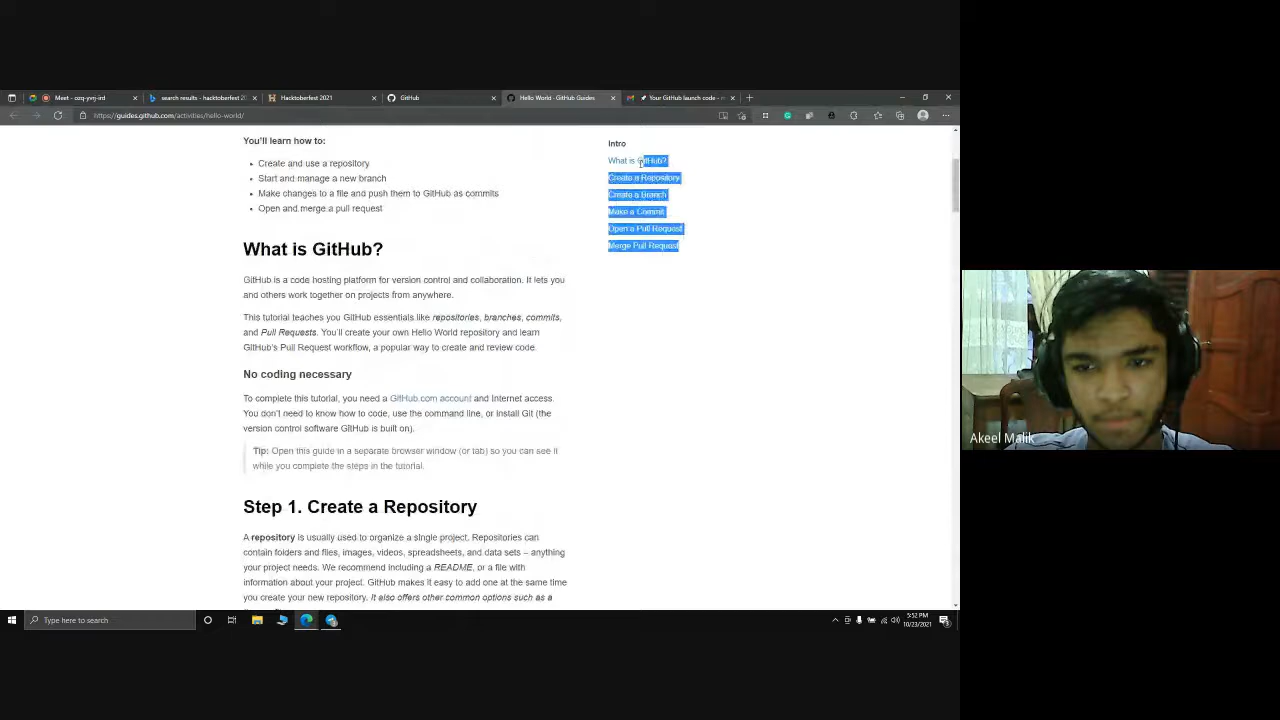 Meet - ozq-yvrj-ird
search results - hacktoberfest 20
Hacktoberfest 2021
GitHub
Hello World · GitHub Guides
Your GitHub launch code - m
https://guides.github.com/activities/hello-world/
You'll learn how to:
Create and use a repository
Start and manage a new branch
Make changes to a file and push them to GitHub as commits
Open and merge a pull request
What is GitHub?
GitHub is a code hosting platform for version control and collaboration. It lets you
and others work together on projects from anywhere.
This tutorial teaches you GitHub essentials like repositories, branches, commits,
and Pull Requests. You'll create your own Hello World repository and learn
GitHub's Pull Request workflow, a popular way to create and review code.
No coding necessary
To complete this tutorial, you need a GitHub.com account and Internet access.
You don't need to know how to code, use the command line, or install Git (the
version control software GitHub is built on).
Tip: Open this guide in a separate browser window (or tab) so you can see it
while you complete the steps in the tutorial.
Step 1. Create a Repository
A repository is usually used to organize a single project. Repositories can
contain folders and files, images, videos, spreadsheets, and data sets – anything
your project needs. We recommend including a README, or a file with
information about your project. GitHub makes it easy to add one at the same time
you create your new repository. It also offers other common options such as a
Intro
What is GitHub?
Create a Repository
Create a Branch
Make a Commit
Open a Pull Request
Merge Pull Request
Akeel Malik
Type here to search
5:52 PM
10/23/2021